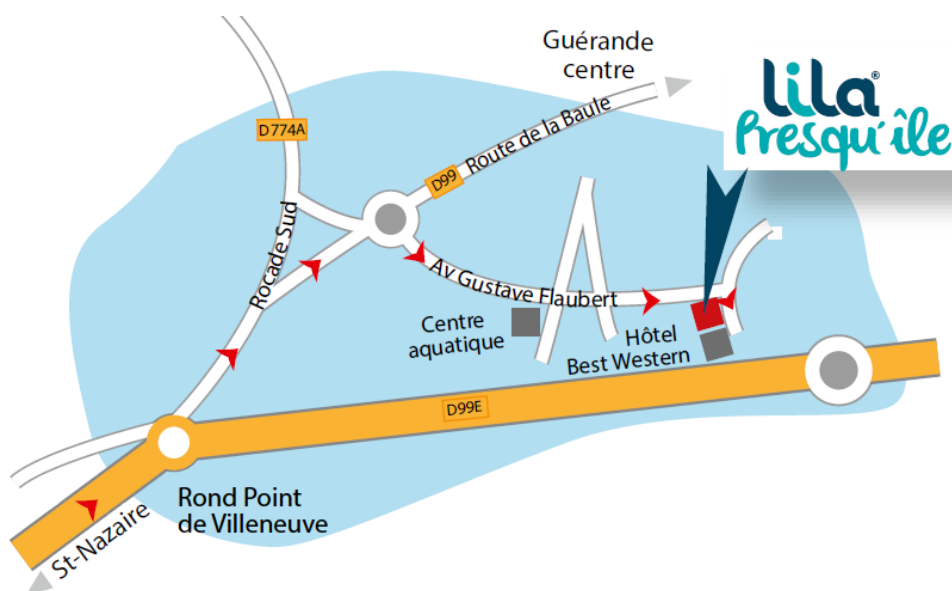 Guérande
centre
lila®
Presqu'île
D774A
D99
Route de la Baule
Rocade Sud
Av Gustave Flaubert
Centre
aquatique
Hôtel
Best Western
D99E
Rond Point
de Villeneuve
St-Nazaire